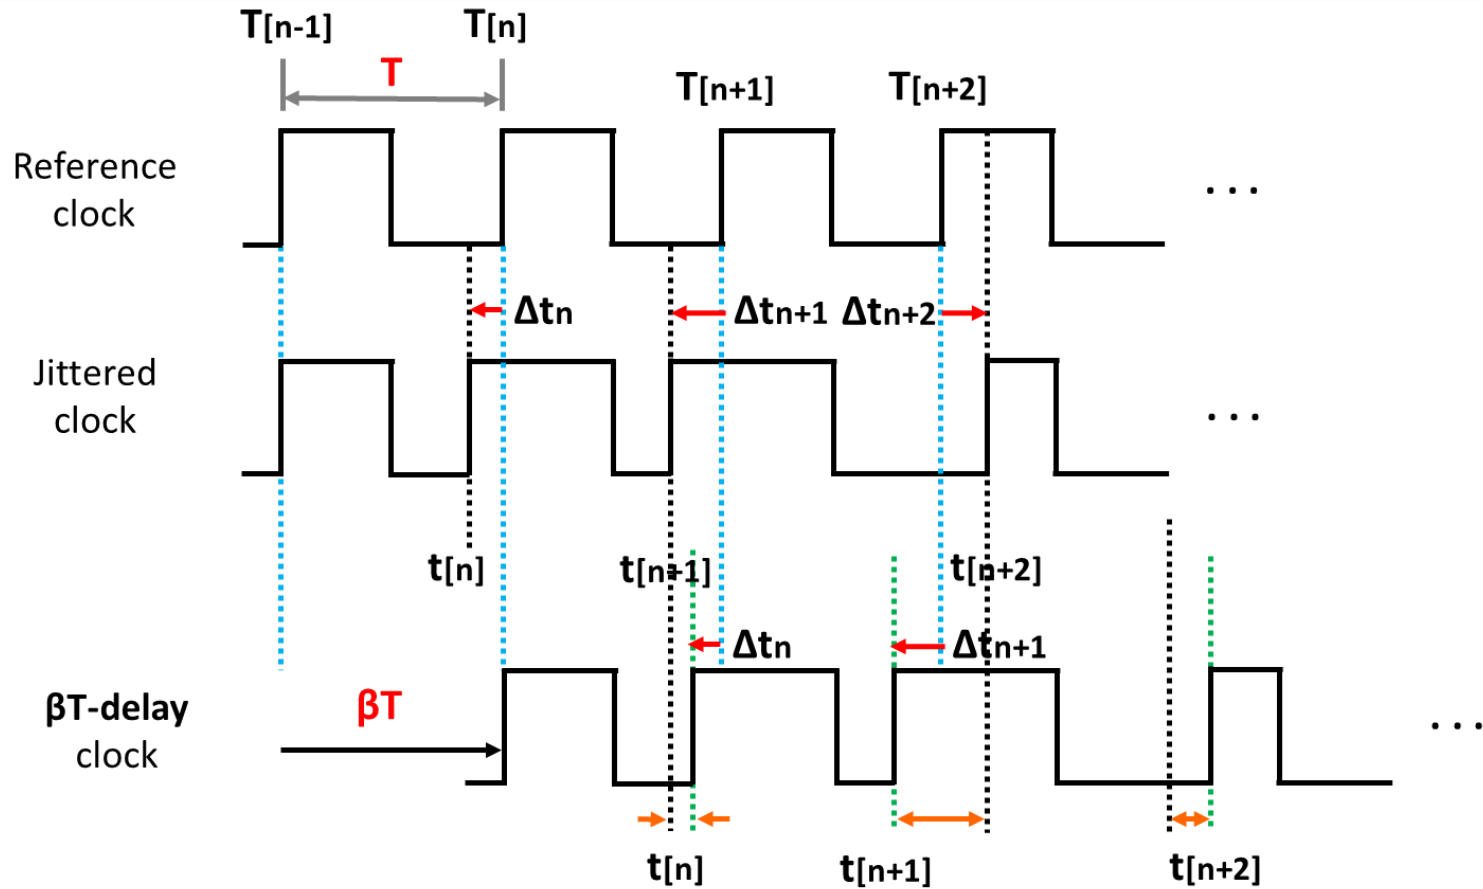 T[n-1]
T[n]
T
T[n+1]
T[n+2]
Reference
clock
. . .
Δtn
Δtn+1
Δtn+2
Jittered
clock
. . .
t[n]
t[n+1]
t[n+2]
Δtn
Δtn+1
βT-delay
clock
βT
. . .
t[n]
t[n+1]
t[n+2]